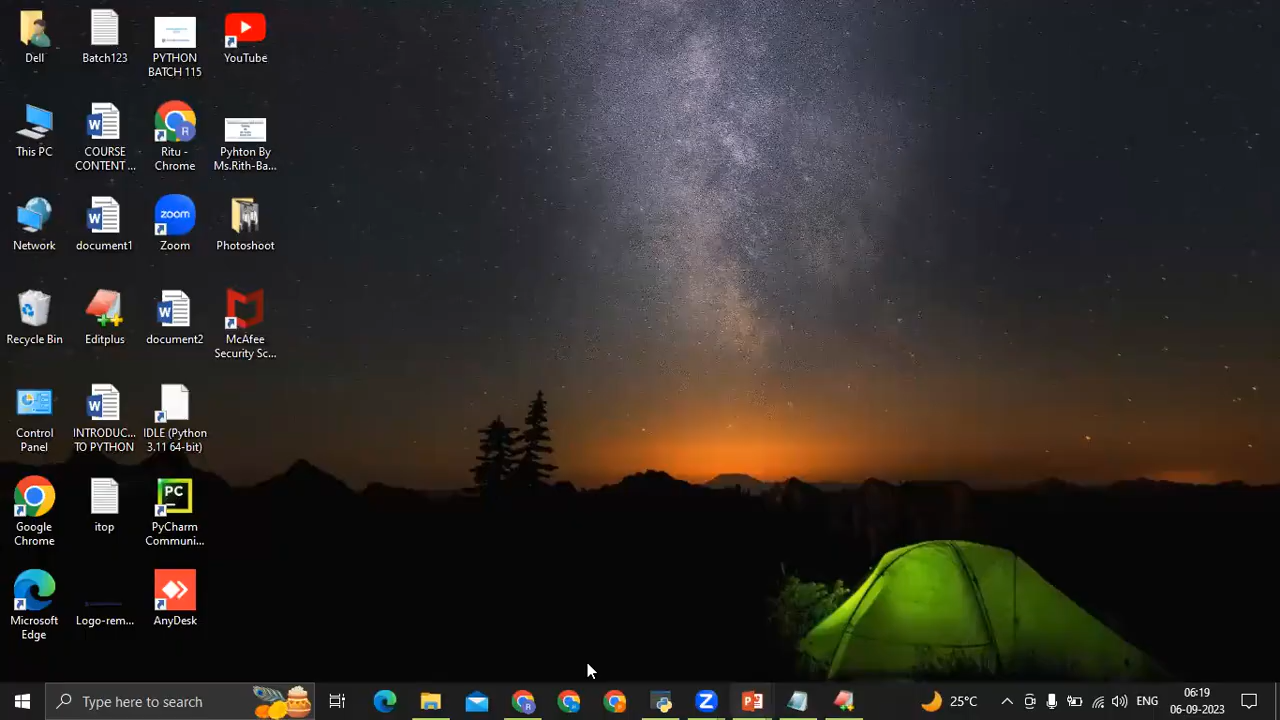 Dell
Batch123
PYTHON
BATCH 115
YouTube
This PC
COURSE
CONTENT ...
Ritu -
Chrome
Pyhton By
Ms.Rith-Ba...
Network
document1
zoom
Zoom
Photoshoot
Recycle Bin
Editplus
document2
McAfee
Security Sc...
Control
Panel
INTRODUC...
TO PYTHON
IDLE (Python
3.11 64-bit)
Google
Chrome
itop
PC
PyCharm
Communi...
Microsoft
Edge
Logo-rem...
AnyDesk
Type here to search
R
Z
P
25°C
ENG
06:19
06-09-2023